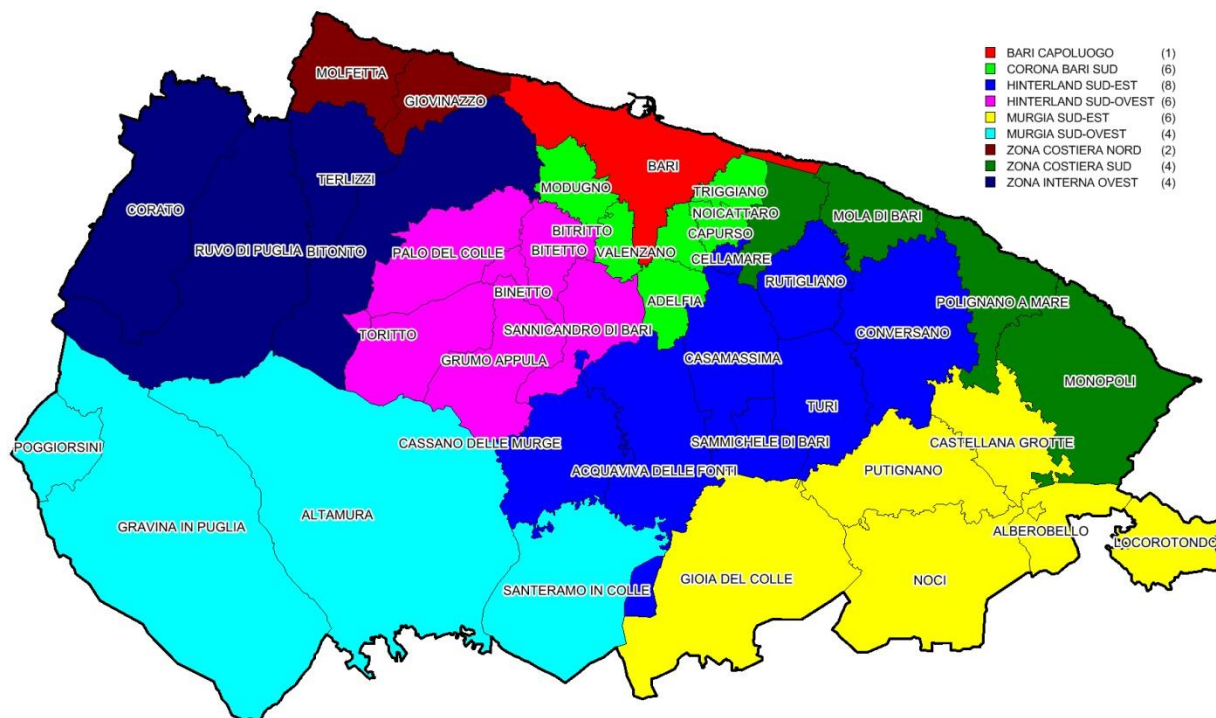 BARI CAPOLUOGO (1)
CORONA BARI SUD (6)
HINTERLAND SUD-EST (8)
HINTERLAND SUD-OVEST (6)
MURGIA SUD-EST (6)
MURGIA SUD-OVEST (4)
ZONA COSTIERA NORD (2)
ZONA COSTIERA SUD (4)
ZONA INTERNA OVEST (4)
MOLFETTA
GIOVINAZZO
BARI
TERLIZZI
MODUGNO
TRIGGIANO
CORATO
NOICATTARO
MOLA DI BARI
BITRITTO
CAPURSO
RUVO DI PUGLIA
BITONTO
PALO DEL COLLE
BITETTO
VALENZANO
CELLAMARE
RUTIGLIANO
BINETTO
ADELFIA
POLIGNANO A MARE
TORITTO
SANNICANDRO DI BARI
CONVERSANO
GRUMO APPULA
CASAMASSIMA
MONOPOLI
TURI
POGGIORSINI
CASSANO DELLE MURGE
SAMMICHELE DI BARI
CASTELLANA GROTTE
ACQUAVIVA DELLE FONTI
PUTIGNANO
ALTAMURA
GRAVINA IN PUGLIA
ALBEROBELLO
LOCOROTONDO
SANTERAMO IN COLLE
GIOIA DEL COLLE
NOCI